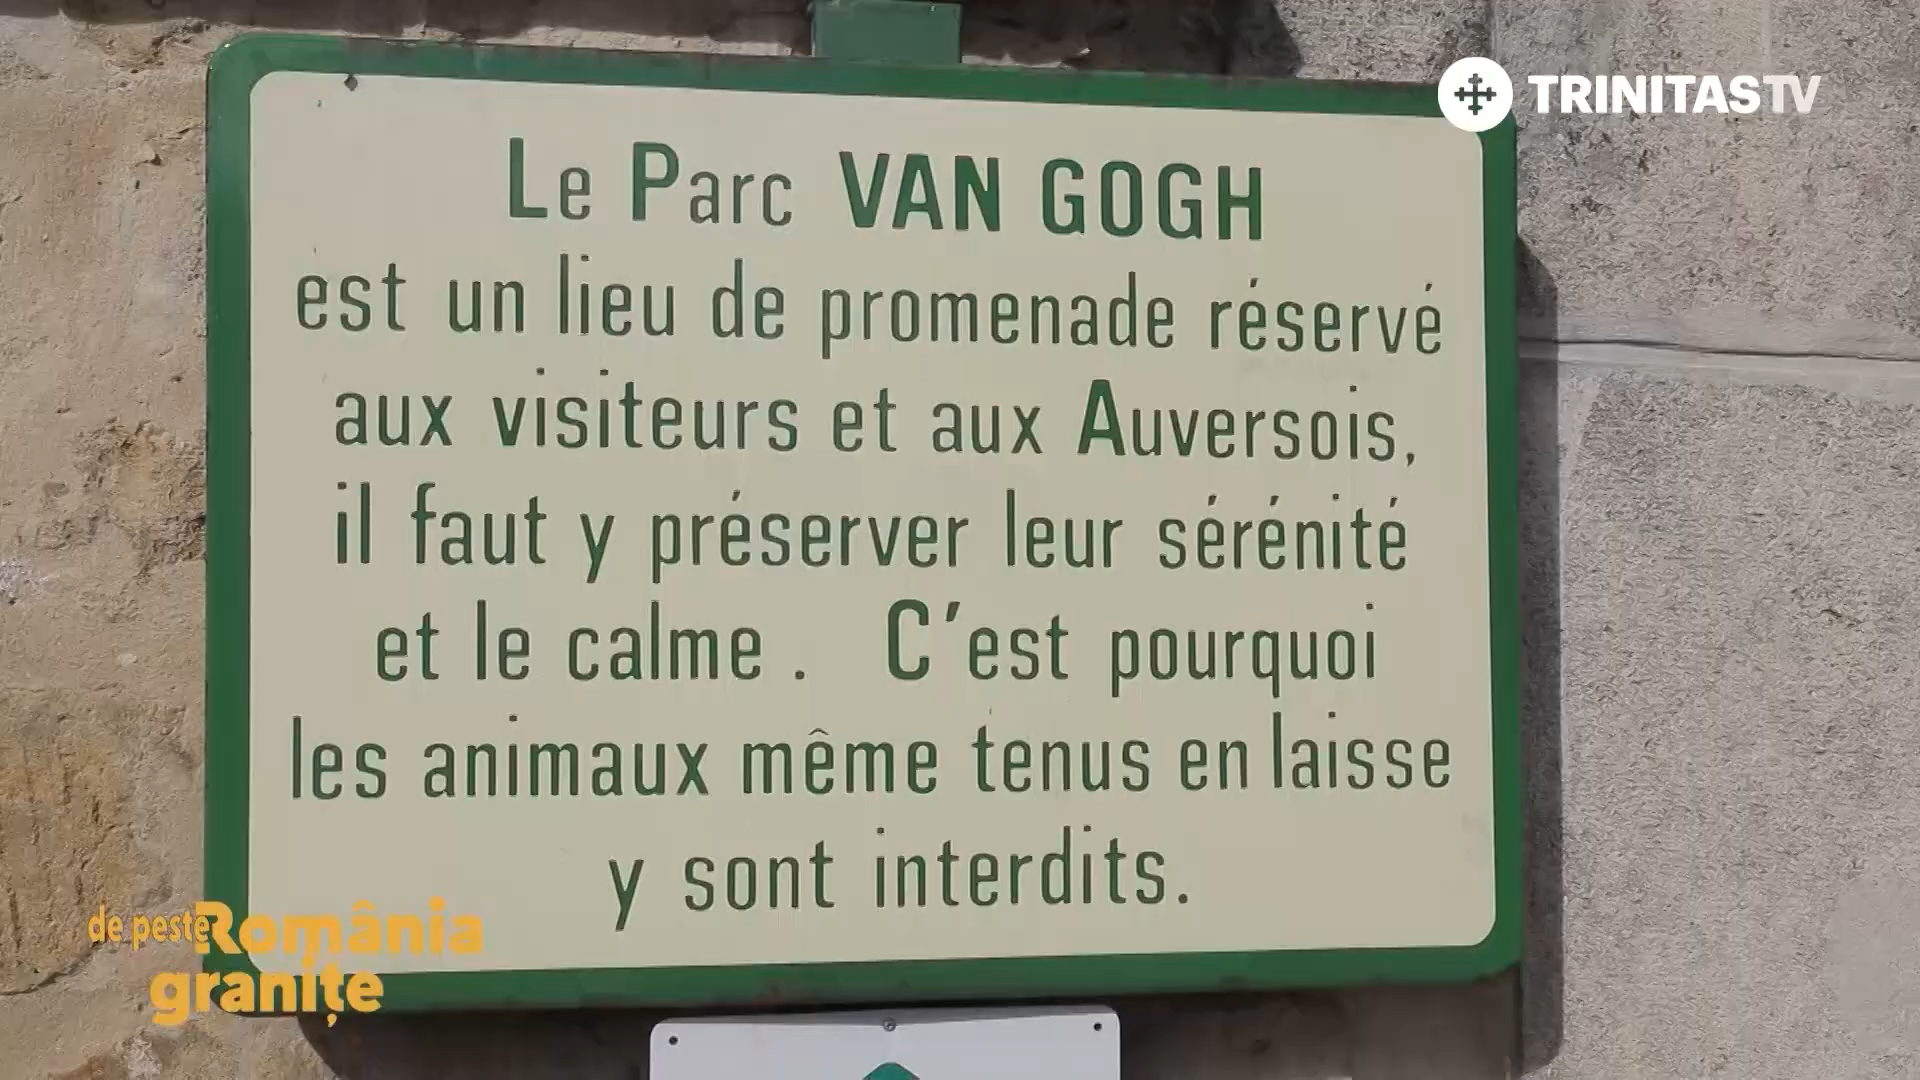 TRINITAS TV
Le Parc VAN GOGH
est un lieu de promenade réservé
aux visiteurs et aux Auversois,
il faut y préserver leur sérénité
et le calme . C'est pourquoi
les animaux même tenus en laisse
y sont interdits.
de peste România
granițe